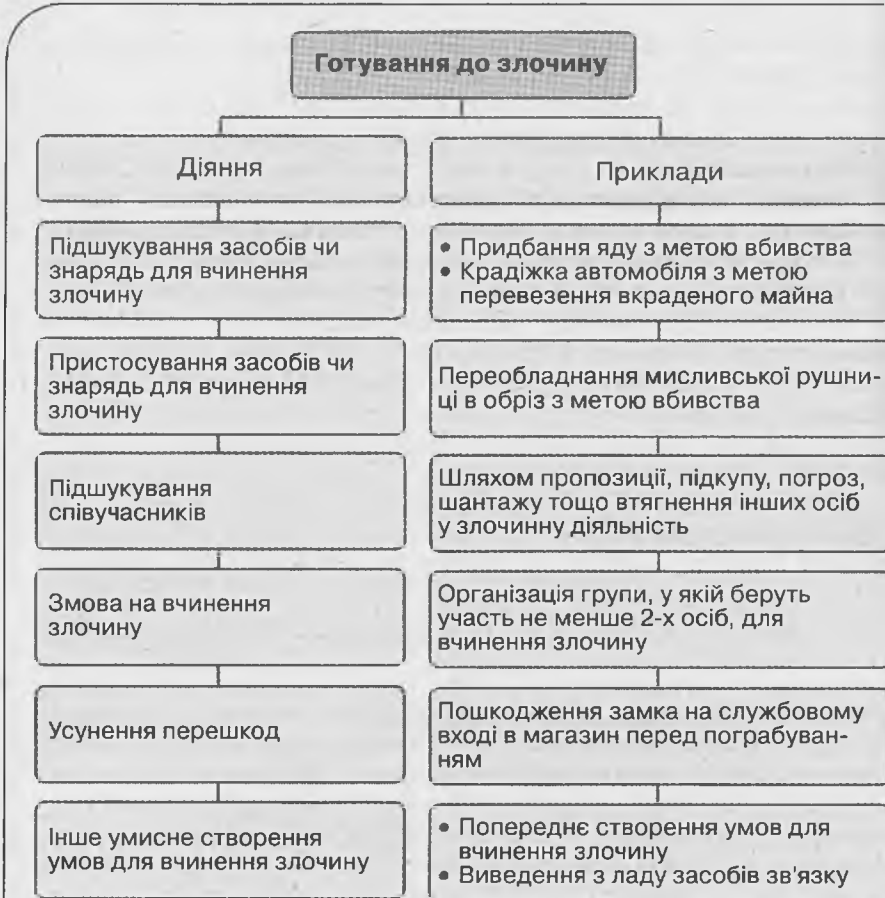 Готування до злочину
Діяння
Приклади
Підшукування засобів чи
знарядь для вчинення
злочину
• Придбання яду з метою вбивства
• Крадіжка автомобіля з метою
перевезення вкраденого майна
Пристосування засобів чи
знарядь для вчинення
злочину
Переобладнання мисливської рушни-
ці в обріз з метою вбивства
Підшукування
співучасників
Шляхом пропозиції, підкупу, погроз,
шантажу тощо втягнення інших осіб
у злочинну діяльність
Змова на вчинення
злочину
Організація групи, у якій беруть
участь не менше 2-х осіб, для
вчинення злочину
Усунення перешкод
Пошкодження замка на службовому
вході в магазин перед пограбуван-
ням
Інше умисне створення
умов для вчинення злочину
• Попереднє створення умов для
вчинення злочину
• Виведення з ладу засобів зв'язку